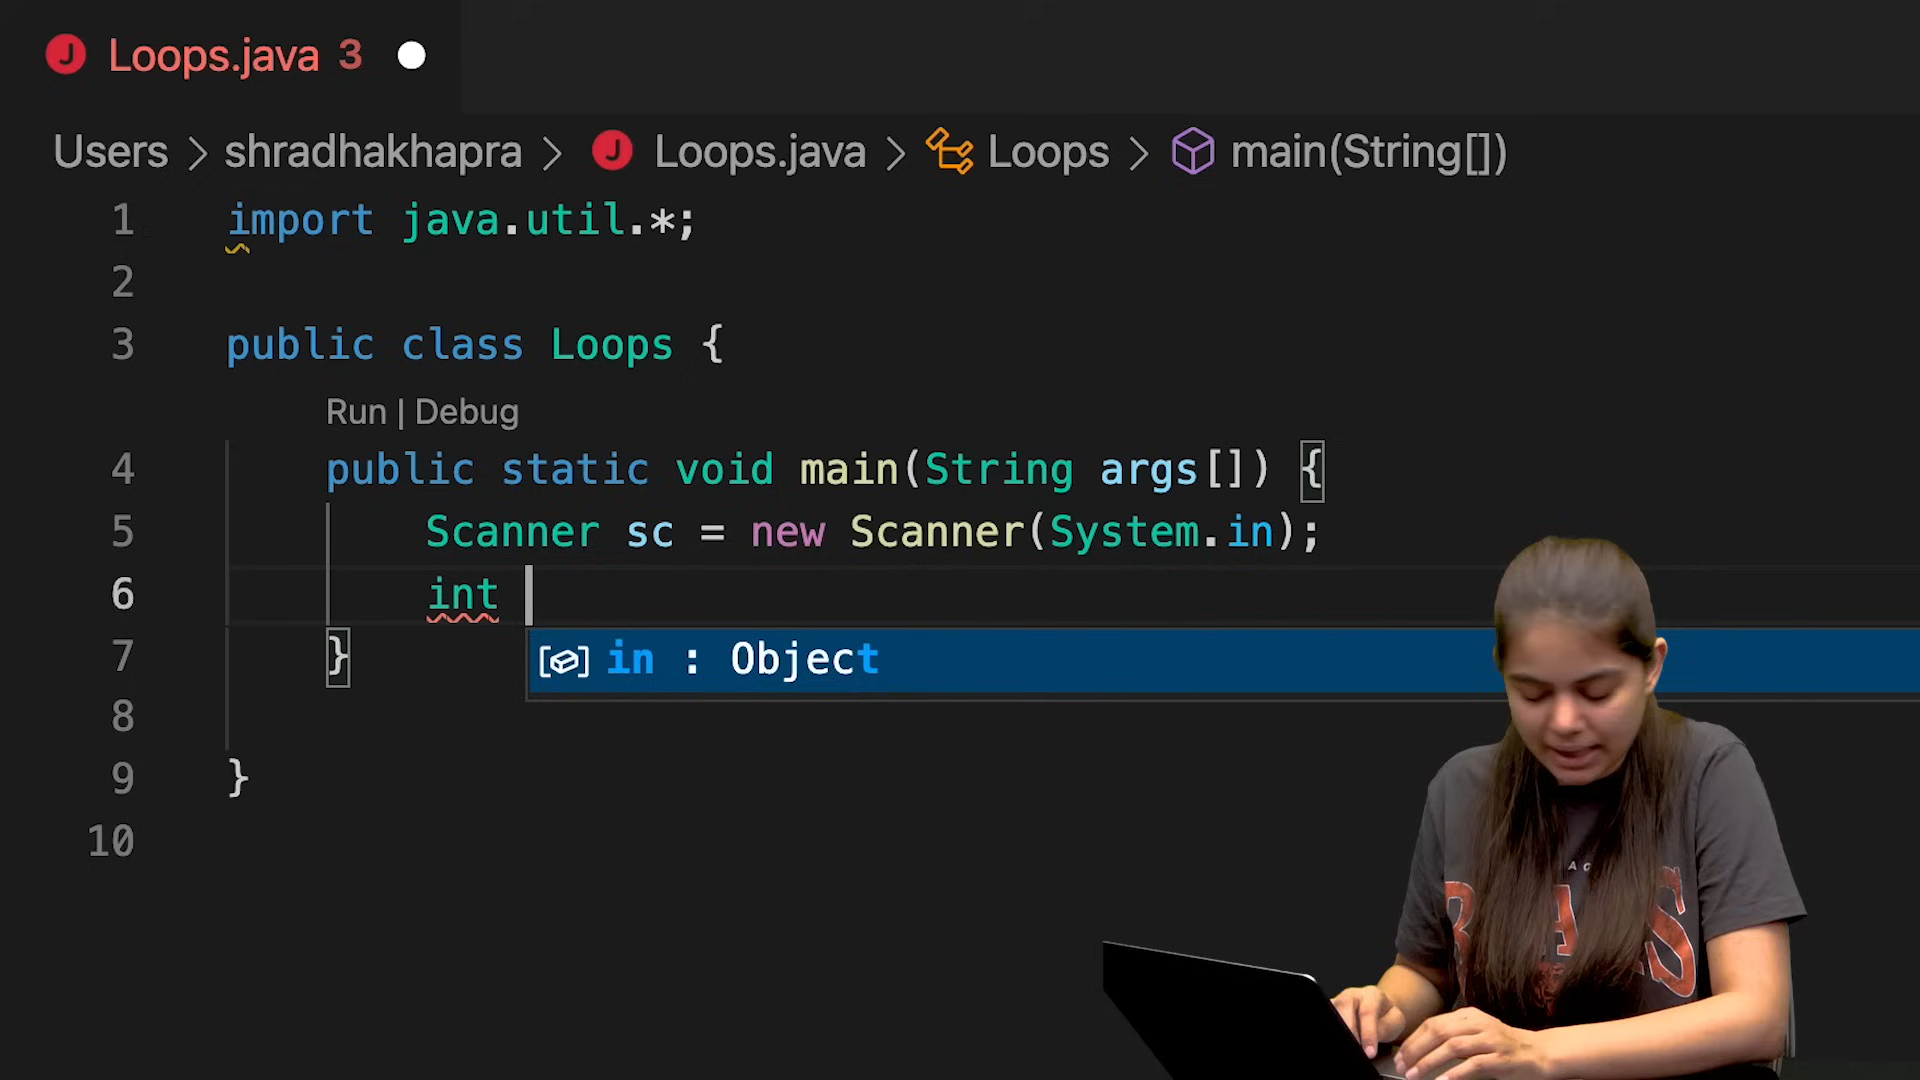 Loops.java 3
Users > shradhakhapra > Loops.java > Loops > main(String[])
1 import java.util.*;
2
3 public class Loops {
Run | Debug
4 public static void main(String args[]) {
5 Scanner sc = new Scanner(System.in);
6 int
in : Object
7 }
8
9 }
10